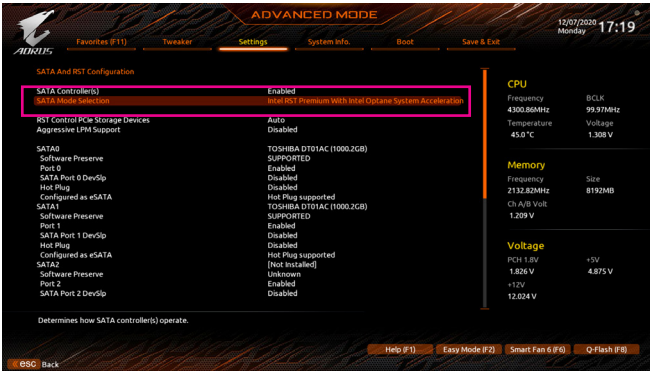 ADVANCED MODE
12/07/2020 Monday 17:19
AORUS
Favorites (F11) Tweaker Settings System Info. Boot Save & Exit
SATA And RST Configuration
SATA Controller(s) Enabled
SATA Mode Selection Intel RST Premium With Intel Optane System Acceleration
RST Control PCIe Storage Devices Auto
Aggressive LPM Support Disabled
SATA0 TOSHIBA DT01AC (1000.2GB)
Software Preserve SUPPORTED
Port 0 Enabled
SATA Port 0 DevSlp Disabled
Hot Plug Disabled
Configured as eSATA Hot Plug supported
SATA1 TOSHIBA DT01AC (1000.2GB)
Software Preserve SUPPORTED
Port 1 Enabled
SATA Port 1 DevSlp Disabled
Hot Plug Disabled
Configured as eSATA Hot Plug supported
SATA2 [Not Installed]
Software Preserve Unknown
Port 2 Enabled
SATA Port 2 DevSlp Disabled
CPU
Frequency BCLK
4300.86MHz 99.97MHz
Temperature Voltage
45.0 °C 1.308 V
Memory
Frequency Size
2132.82MHz 8192MB
Ch A/B Volt
1.209 V
Voltage
PCH 1.8V +5V
1.826 V 4.875 V
+12V
12.024 V
Determines how SATA controller(s) operate.
Help (F1) Easy Mode (F2) Smart Fan 6 (F6) Q-Flash (F8)
esc Back